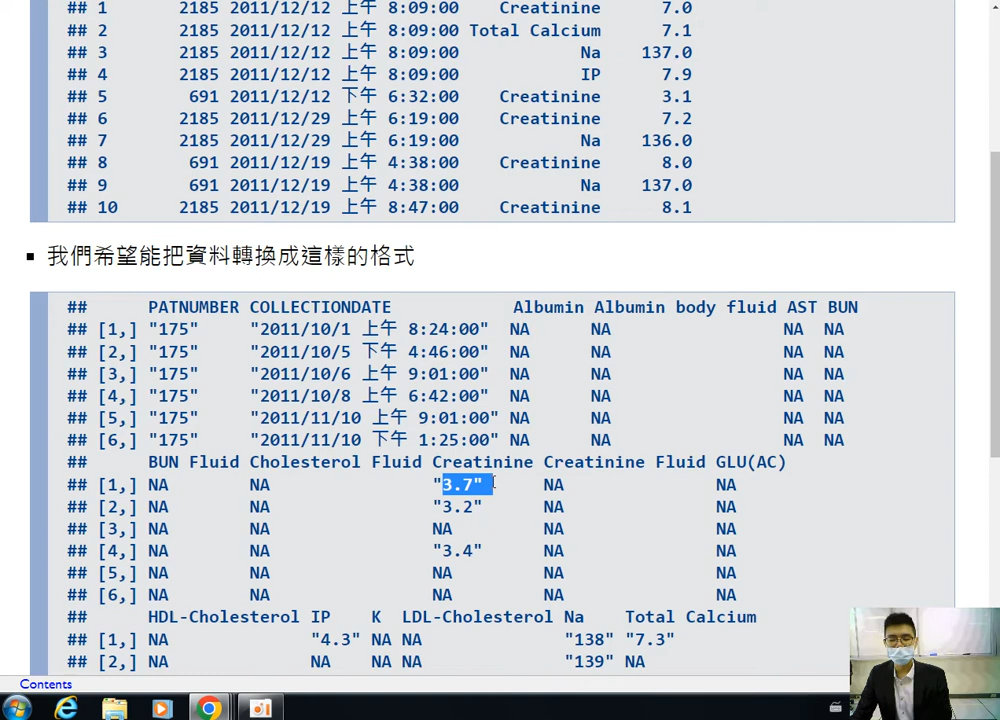 ## 1 2185 2011/12/12 上午 8:09:00 Creatinine 7.0
## 2 2185 2011/12/12 上午 8:09:00 Total Calcium 7.1
## 3 2185 2011/12/12 上午 8:09:00 Na 137.0
## 4 2185 2011/12/12 上午 8:09:00 IP 7.9
## 5 691 2011/12/12 下午 6:32:00 Creatinine 3.1
## 6 2185 2011/12/29 上午 6:19:00 Creatinine 7.2
## 7 2185 2011/12/29 上午 6:19:00 Na 136.0
## 8 691 2011/12/19 上午 4:38:00 Creatinine 8.0
## 9 691 2011/12/19 上午 4:38:00 Na 137.0
## 10 2185 2011/12/19 上午 8:47:00 Creatinine 8.1
▪ 我們希望能把資料轉換成這樣的格式
## PATNUMBER COLLECTIONDATE Albumin Albumin body fluid AST BUN
## [1,] "175" "2011/10/1 上午 8:24:00" NA NA NA NA
## [2,] "175" "2011/10/5 下午 4:46:00" NA NA NA NA
## [3,] "175" "2011/10/6 上午 9:01:00" NA NA NA NA
## [4,] "175" "2011/10/8 上午 6:42:00" NA NA NA NA
## [5,] "175" "2011/11/10 上午 9:01:00" NA NA NA NA
## [6,] "175" "2011/11/10 下午 1:25:00" NA NA NA NA
## BUN Fluid Cholesterol Fluid Creatinine Creatinine Fluid GLU(AC)
## [1,] NA NA "3.7" NA NA
## [2,] NA NA "3.2" NA NA
## [3,] NA NA NA NA NA
## [4,] NA NA "3.4" NA NA
## [5,] NA NA NA NA NA
## [6,] NA NA NA NA NA
## HDL-Cholesterol IP K LDL-Cholesterol Na Total Calcium
## [1,] NA "4.3" NA NA "138" "7.3"
## [2,] NA NA NA NA "139" NA
Contents